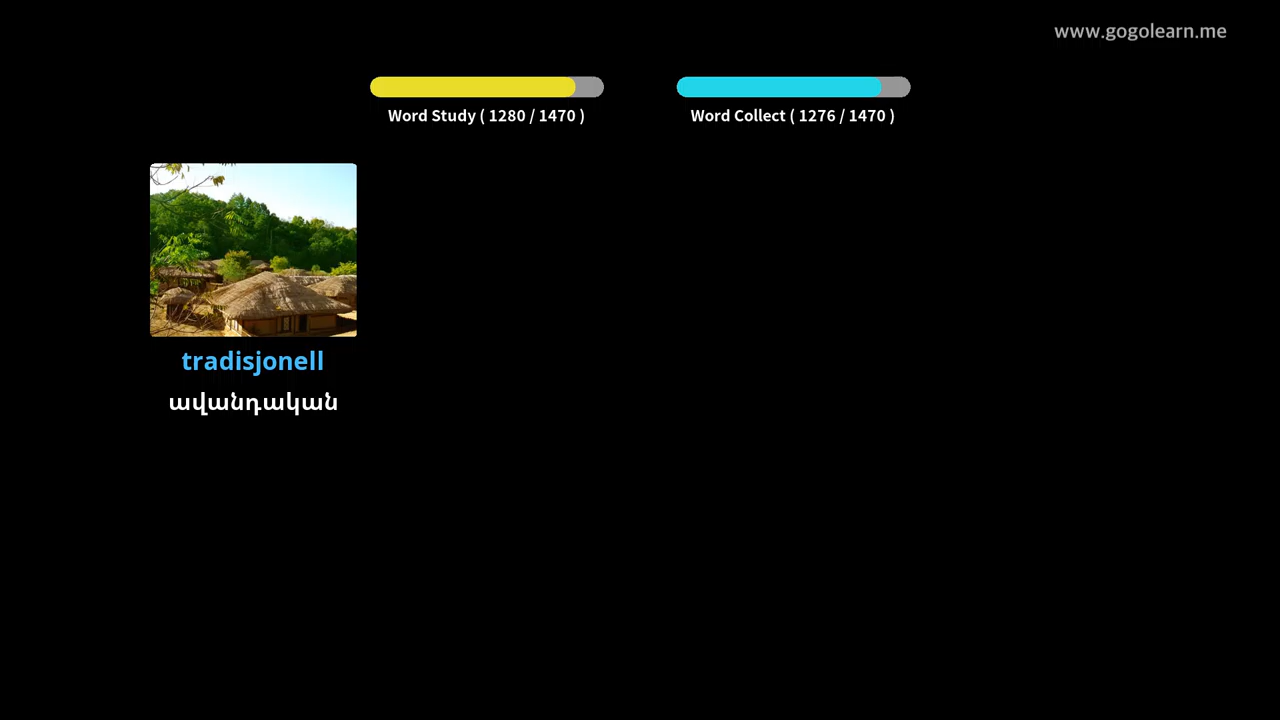 www.gogolearn.me
Word Study ( 1280 / 1470 )
Word Collect ( 1276 / 1470 )
tradisjonell
ավանդական